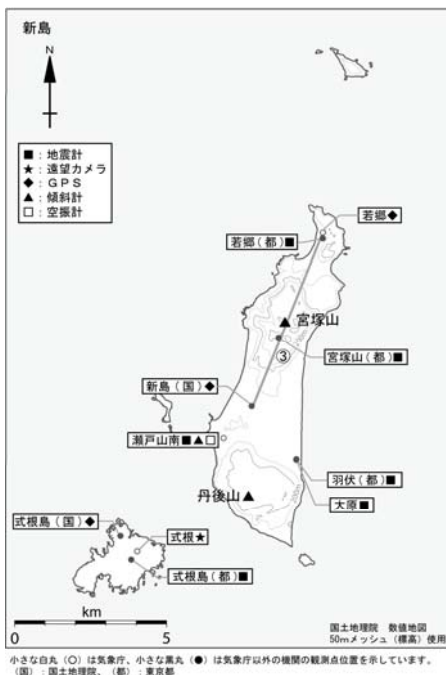 新島
N
■：地震計
★：遠望カメラ
◆：ＧＰＳ
▲：傾斜計
□：空振計
若郷◆
若郷(都)■
宮塚山
宮塚山(都)■
③
新島(国)◆
瀬戸山南■▲□
羽伏(都)■
丹後山
大原■
式根島(国)◆
式根★
式根島(都)■
km
0 5
国土地理院 数値地図
50ｍメッシュ（標高）使用
小さな白丸（○）は気象庁、小さな黒丸（●）は気象庁以外の機関の観測点位置を示しています。
（国）：国土地理院、（都）：東京都